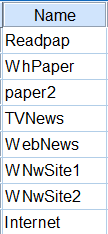 Name
Readpap
WhPaper
paper2
TVNews
WebNews
WNwSite1
WNwSite2
Internet